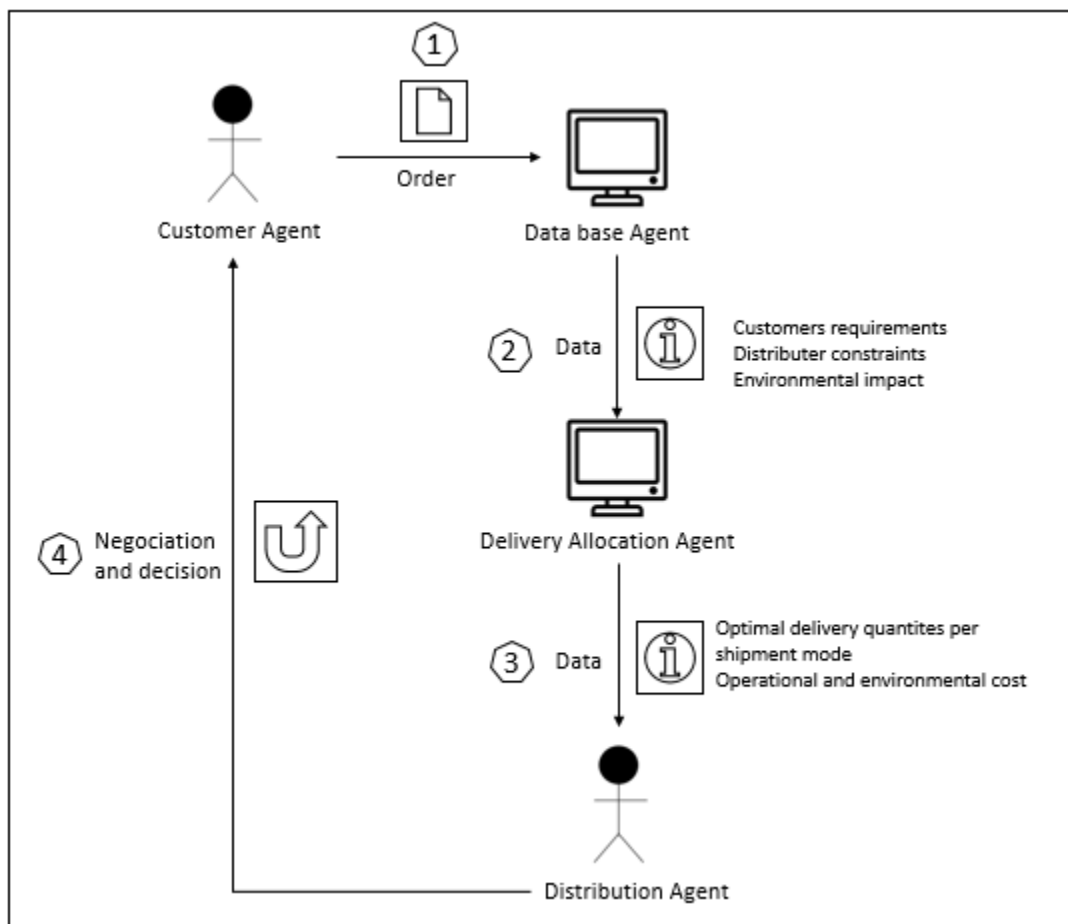 1
Order
Customer Agent
Data base Agent
2
Data
Customers requirements
Distributer constraints
Environmental impact
Delivery Allocation Agent
4
Negociation
and decision
3
Data
Optimal delivery quantites per
shipment mode
Operational and environmental cost
Distribution Agent